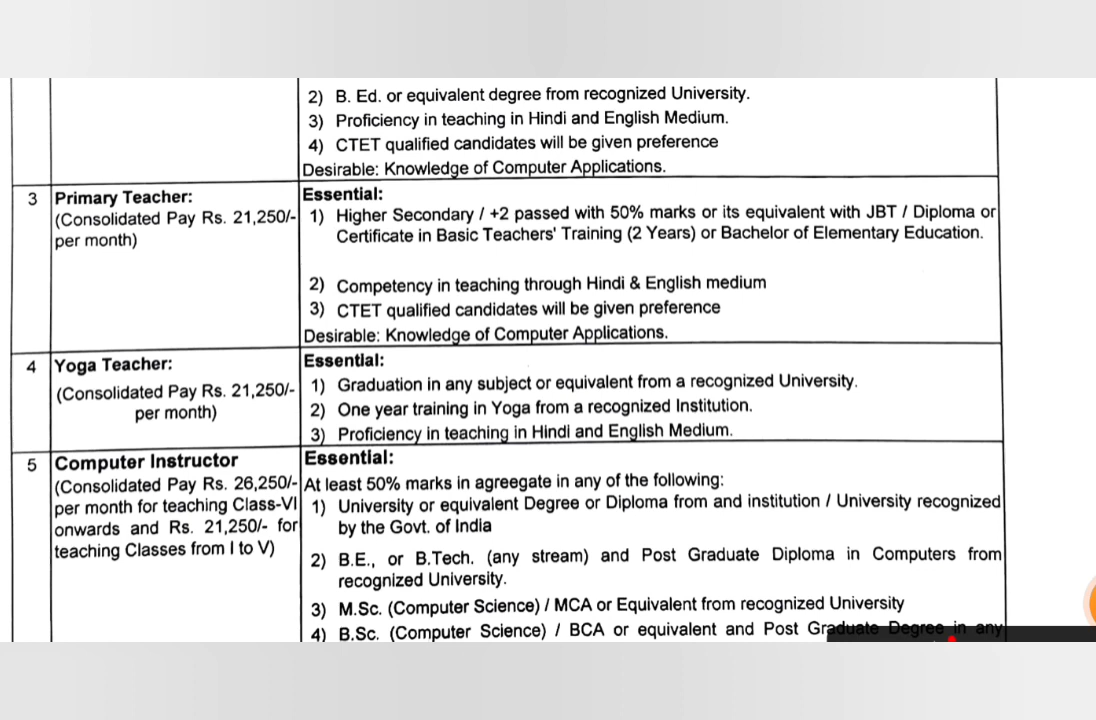 2) B. Ed. or equivalent degree from recognized University.
3) Proficiency in teaching in Hindi and English Medium.
4) CTET qualified candidates will be given preference
Desirable: Knowledge of Computer Applications.
3
Primary Teacher:
(Consolidated Pay Rs. 21,250/-
per month)
Essential:
1) Higher Secondary / +2 passed with 50% marks or its equivalent with JBT / Diploma or
Certificate in Basic Teachers' Training (2 Years) or Bachelor of Elementary Education.
2) Competency in teaching through Hindi & English medium
3) CTET qualified candidates will be given preference
Desirable: Knowledge of Computer Applications.
4
Yoga Teacher:
(Consolidated Pay Rs. 21,250/-
per month)
Essential:
1) Graduation in any subject or equivalent from a recognized University.
2) One year training in Yoga from a recognized Institution.
3) Proficiency in teaching in Hindi and English Medium.
5
Computer Instructor
(Consolidated Pay Rs. 26,250/-
per month for teaching Class-VI
onwards and Rs. 21,250/- for
teaching Classes from I to V)
Essential:
At least 50% marks in agreegate in any of the following:
1) University or equivalent Degree or Diploma from and institution / University recognized
by the Govt. of India
2) B.E., or B.Tech. (any stream) and Post Graduate Diploma in Computers from
recognized University.
3) M.Sc. (Computer Science) / MCA or Equivalent from recognized University
4) B.Sc. (Computer Science) / BCA or equivalent and Post Graduate Degree in any